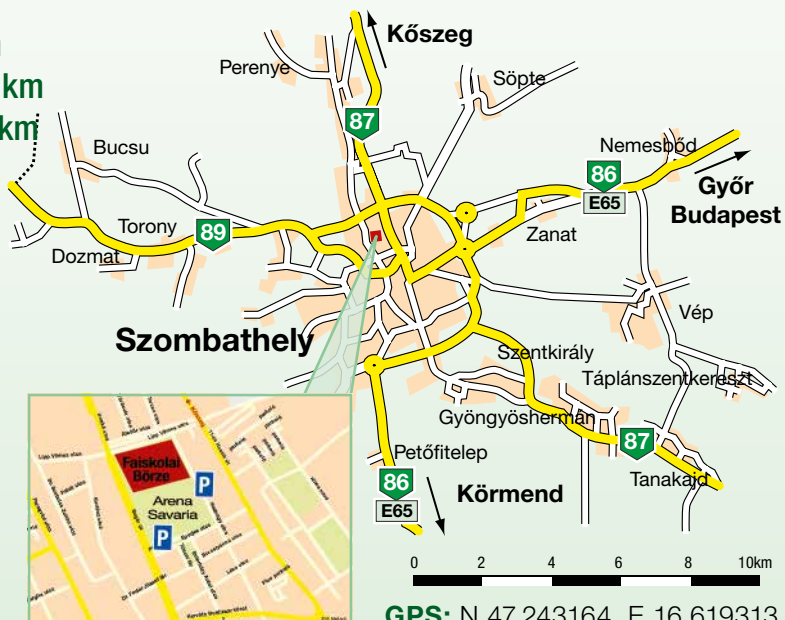 km
km
Kőszeg
Perenye
Söpte
87
Bucsu
Nemesbőd
86
E65
Győr
Budapest
Torony
89
Zanat
Dozmat
Vép
Szombathely
Szentkirály
Táplánszentkereszt
Gyöngyöshermán
87
Petőfitelep
Tanakajd
86
E65
Körmend
Faiskolai
Börze
P
Arena
Savaria
P
0 2 4 6 8 10km
GPS: N 47.243164, E 16.619313